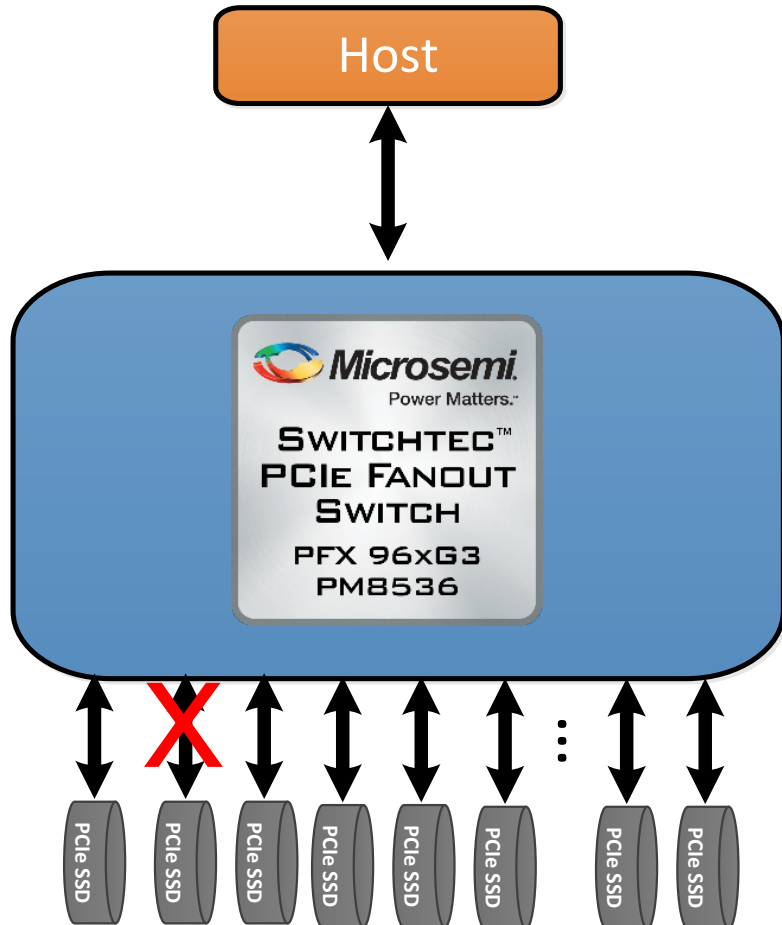 Host
Microsemi.
Power Matters.™
SWITCHTEC™
PCIE FANOUT
SWITCH
PFX 96XG3
PM8536
X
PCIe SSD
PCIe SSD
PCIe SSD
PCIe SSD
PCIe SSD
PCIe SSD
...
PCIe SSD
PCIe SSD